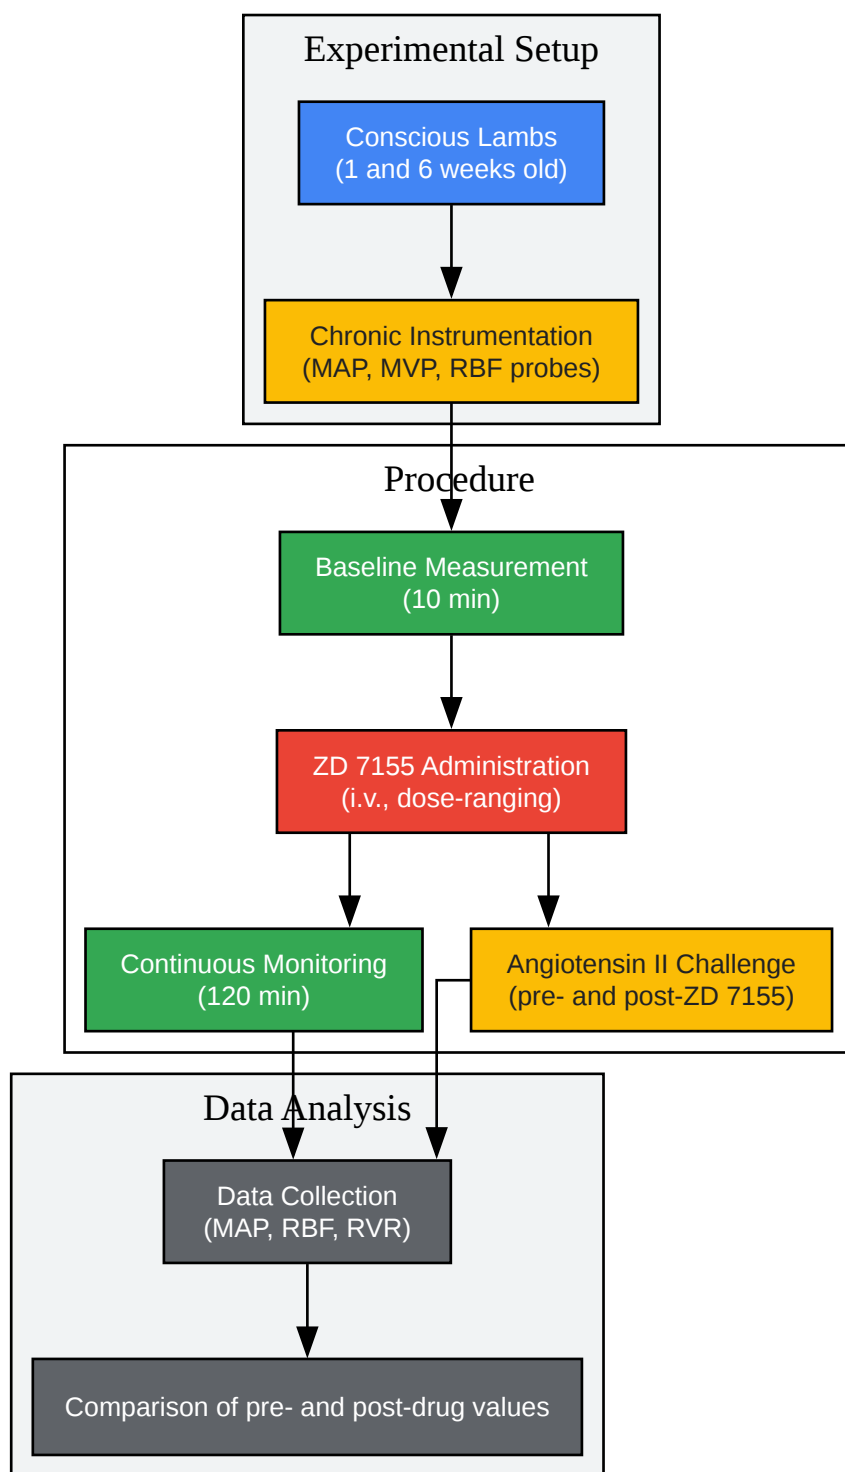 Experimental Setup
Conscious Lambs
(1 and 6 weeks old)
Chronic Instrumentation
(MAP, MVP, RBF probes)
Procedure
Baseline Measurement
(10 min)
ZD 7155 Administration
(i.v., dose-ranging)
Continuous Monitoring
(120 min)
Angiotensin II Challenge
(pre- and post-ZD 7155)
Data Analysis
Data Collection
(MAP, RBF, RVR)
Comparison of pre- and post-drug values